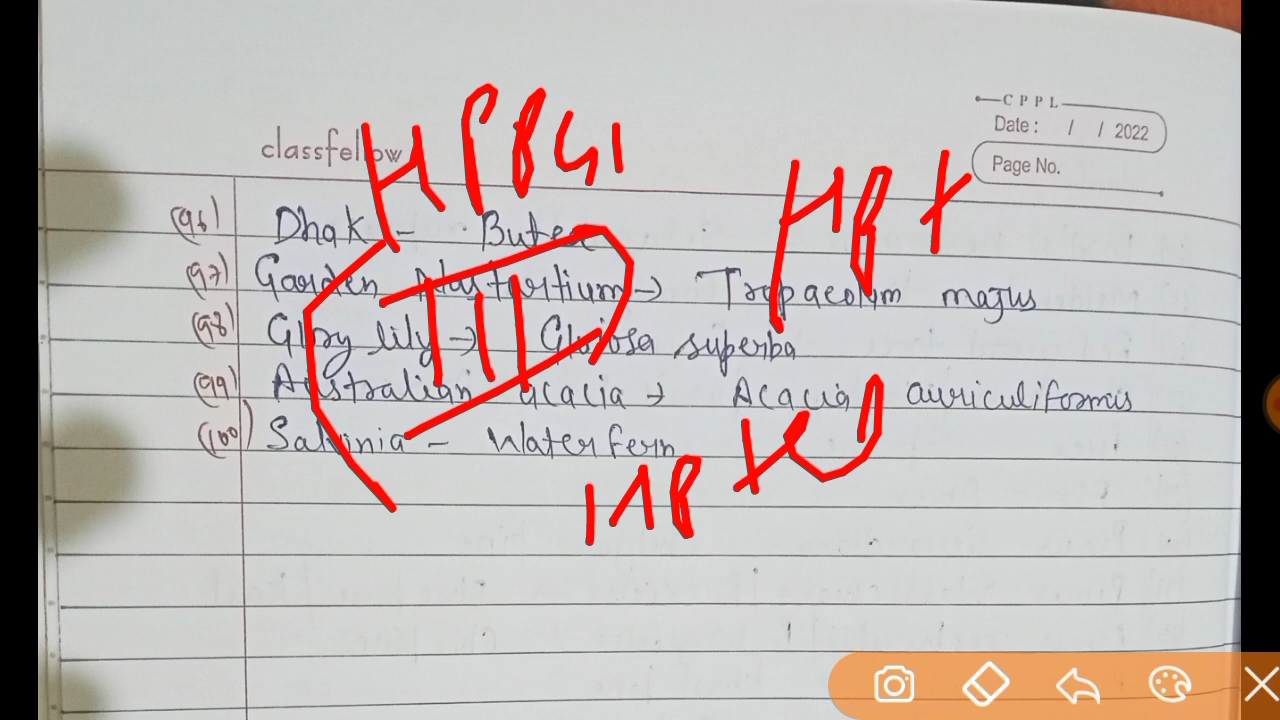 CPPL
Date : / / 2022
Page No.
classfellow
(96) Dhak - Butea
(97) Garden Nasturtium → Tropaeolum majus
(98) Glory lily → Gloiosa superba
(99) Australian acacia → Acacia auriculiformis
(100) Salvinia - Water fern